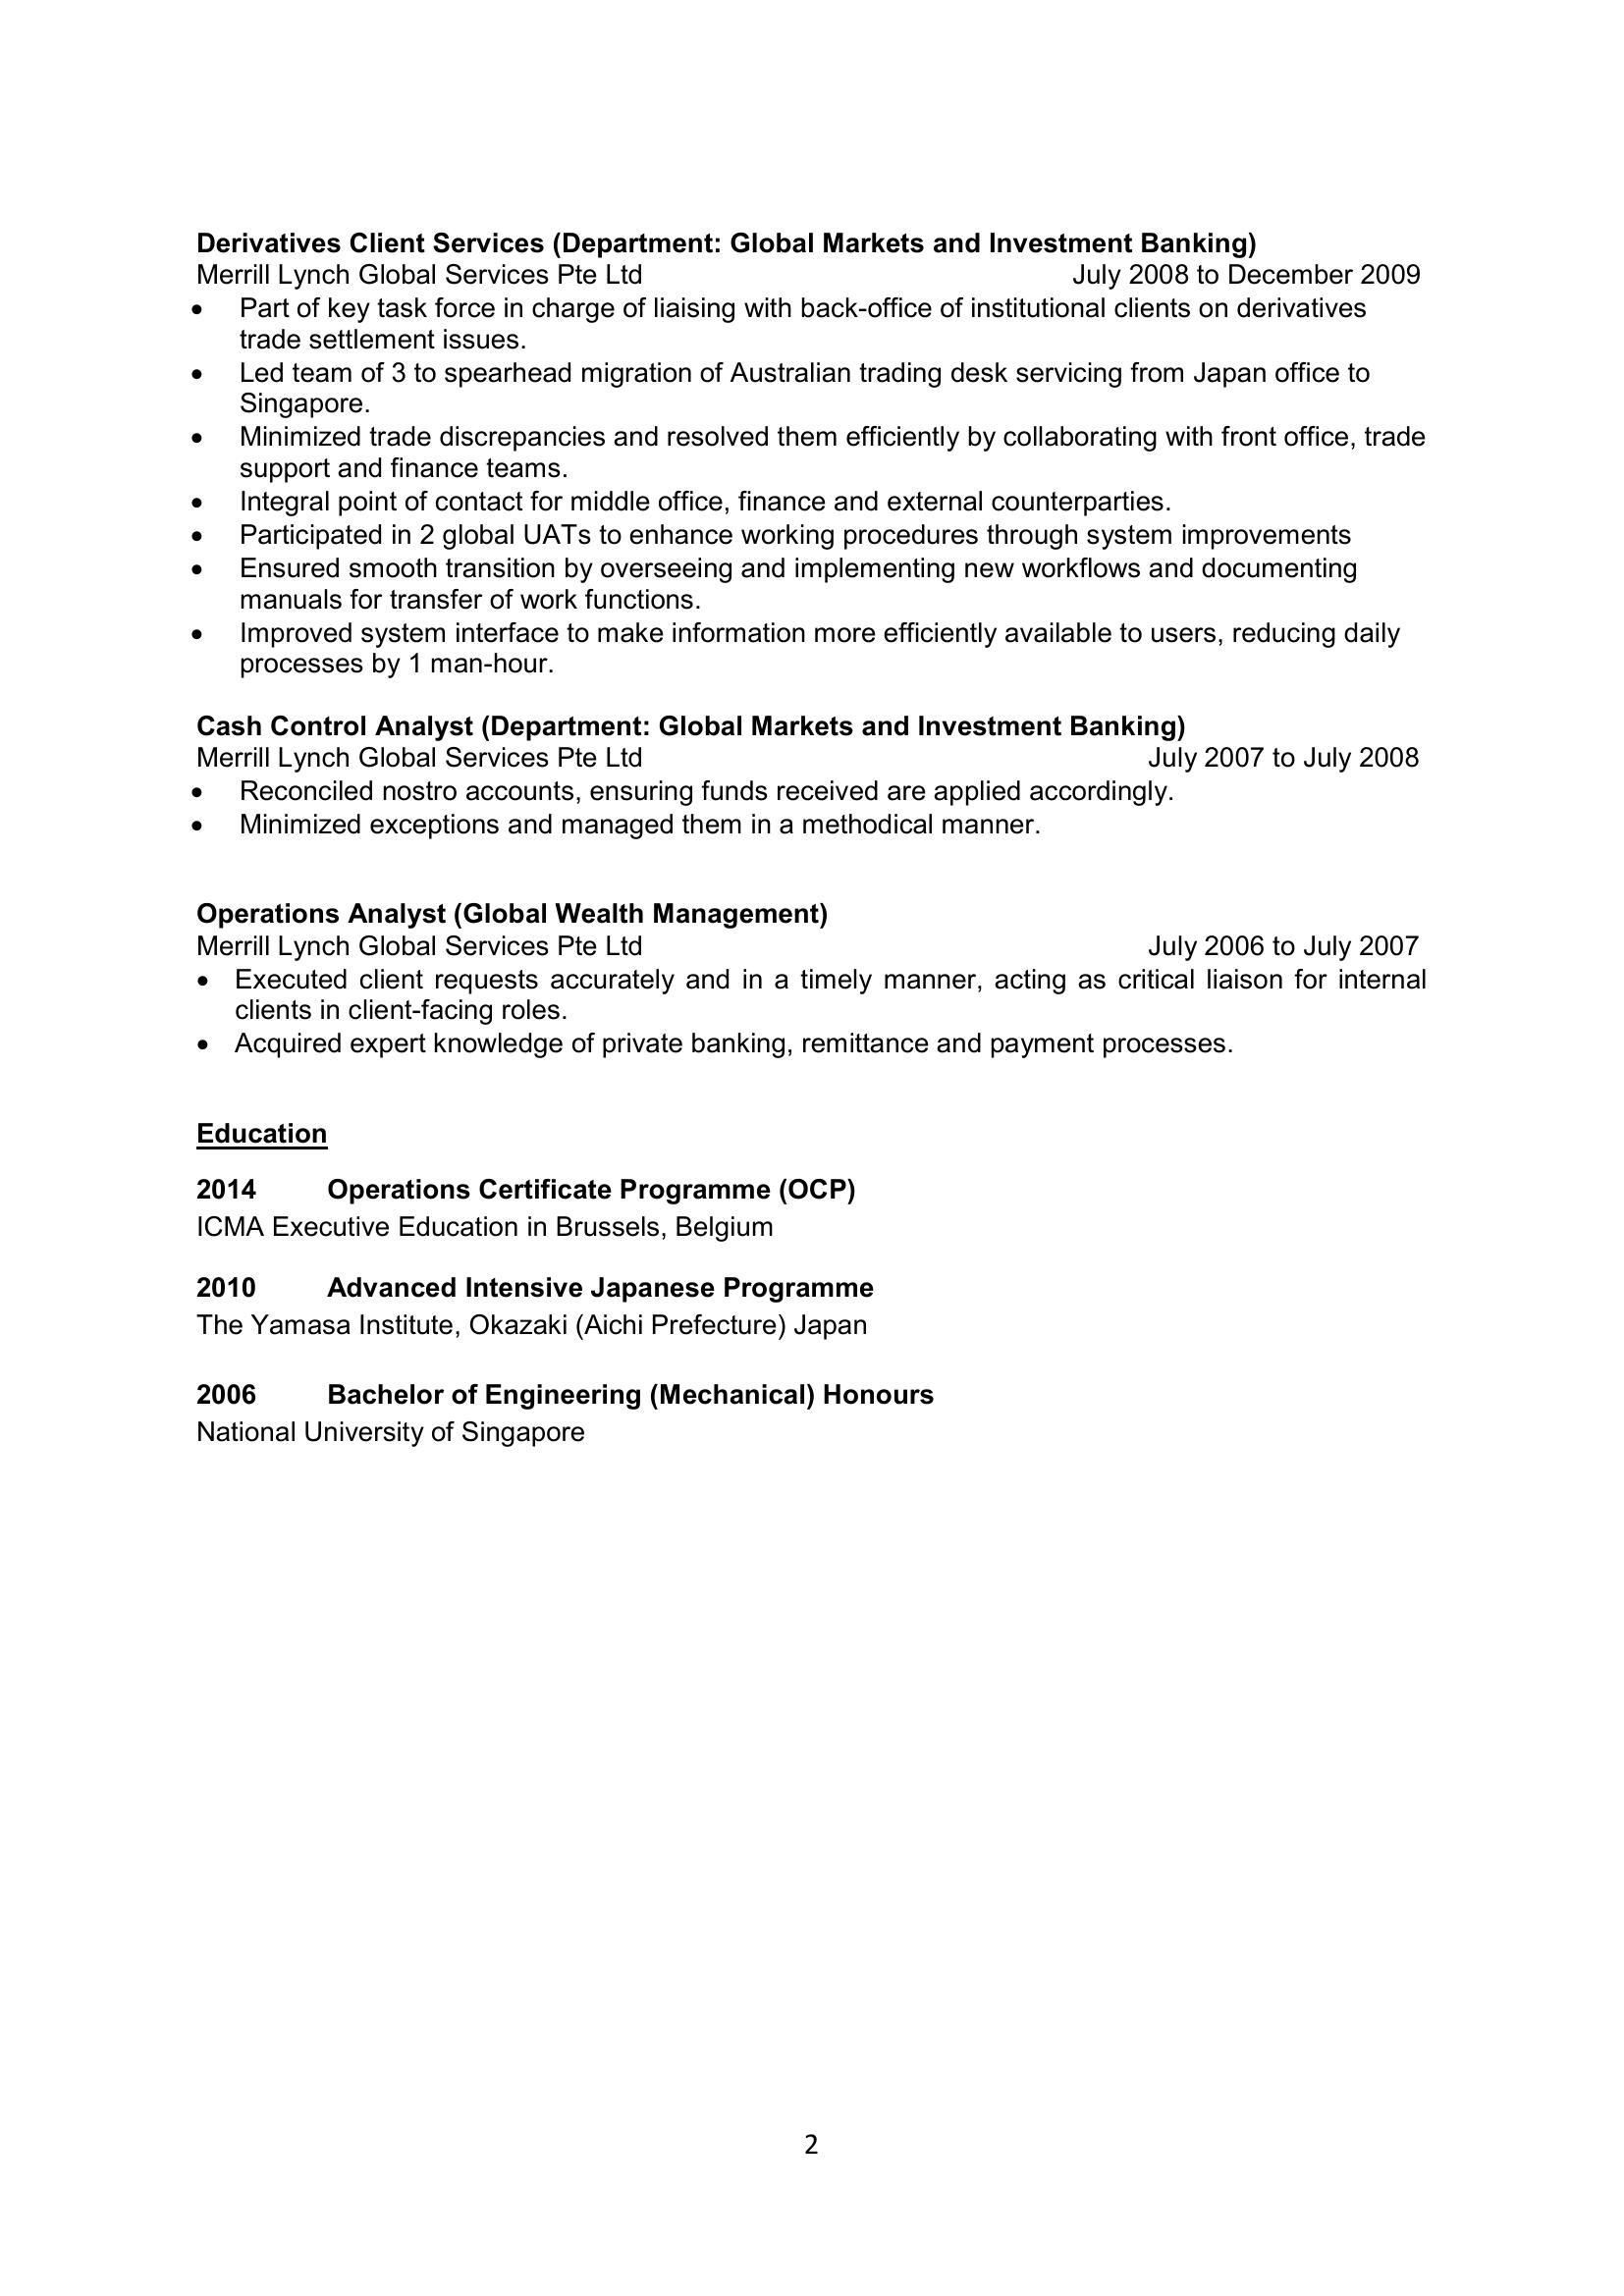 Derivatives Client Services (Department: Global Markets and Investment Banking)
Merrill Lynch Global Services Pte Ltd July 2008 to December 2009
• Part of key task force in charge of liaising with back-office of institutional clients on derivatives
trade settlement issues.
• Led team of 3 to spearhead migration of Australian trading desk servicing from Japan office to
Singapore.
• Minimized trade discrepancies and resolved them efficiently by collaborating with front office, trade
support and finance teams.
• Integral point of contact for middle office, finance and external counterparties.
• Participated in 2 global UATs to enhance working procedures through system improvements
• Ensured smooth transition by overseeing and implementing new workflows and documenting
manuals for transfer of work functions.
• Improved system interface to make information more efficiently available to users, reducing daily
processes by 1 man-hour.
Cash Control Analyst (Department: Global Markets and Investment Banking)
Merrill Lynch Global Services Pte Ltd July 2007 to July 2008
• Reconciled nostro accounts, ensuring funds received are applied accordingly.
• Minimized exceptions and managed them in a methodical manner.
Operations Analyst (Global Wealth Management)
Merrill Lynch Global Services Pte Ltd July 2006 to July 2007
• Executed client requests accurately and in a timely manner, acting as critical liaison for internal
clients in client-facing roles.
• Acquired expert knowledge of private banking, remittance and payment processes.
Education
2014 Operations Certificate Programme (OCP)
ICMA Executive Education in Brussels, Belgium
2010 Advanced Intensive Japanese Programme
The Yamasa Institute, Okazaki (Aichi Prefecture) Japan
2006 Bachelor of Engineering (Mechanical) Honours
National University of Singapore
2